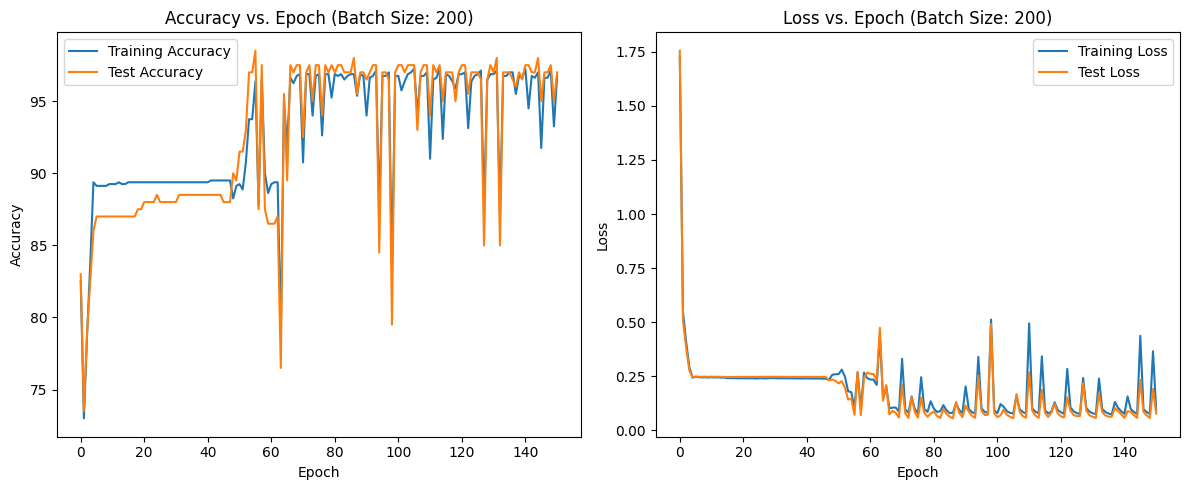 Accuracy vs. Epoch (Batch Size: 200)
Training Accuracy
Test Accuracy
95
90
85
80
75
Accuracy
0 20 40 60 80 100 120 140
Epoch
Loss vs. Epoch (Batch Size: 200)
Training Loss
Test Loss
1.75
1.50
1.25
1.00
0.75
0.50
0.25
0.00
Loss
0 20 40 60 80 100 120 140
Epoch